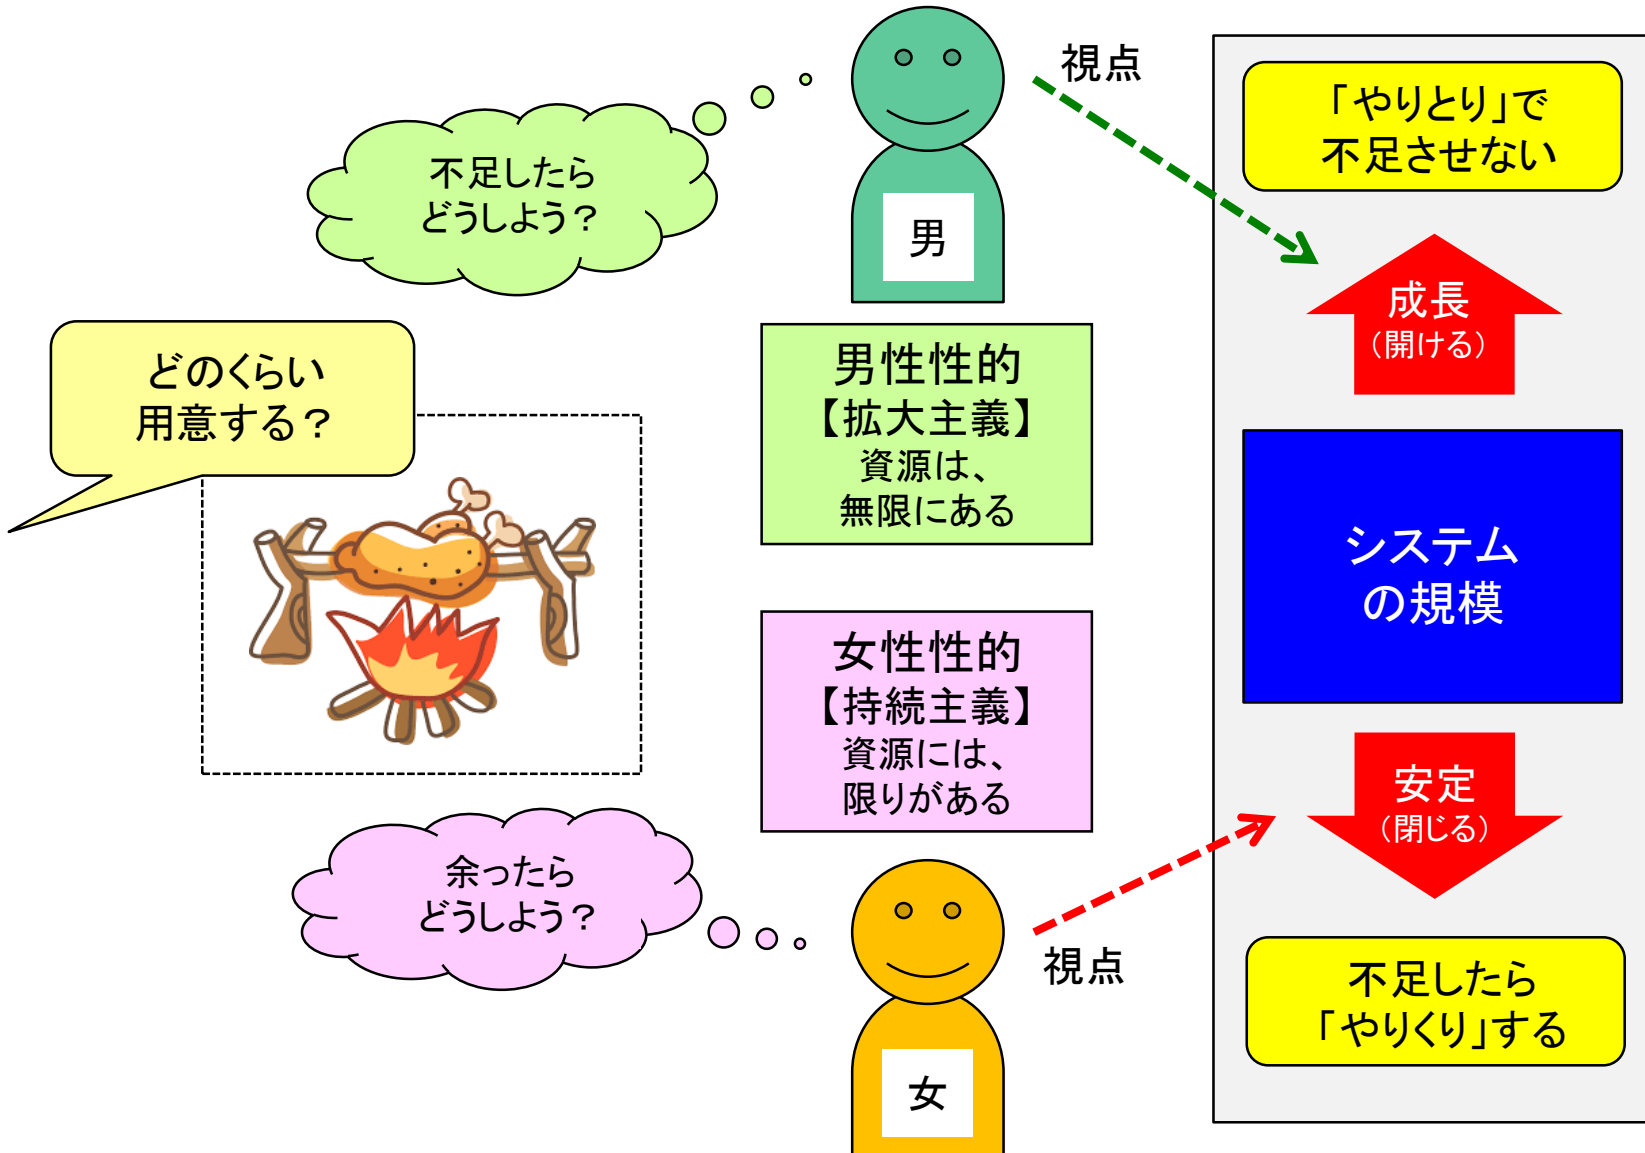 視点
「やりとり」で
不足させない
不足したら
どうしよう？
男
成長
（開ける）
どのくらい
用意する？
男性性的
【拡大主義】
資源は、
無限にある
システム
の規模
女性性的
【持続主義】
資源には、
限りがある
安定
（閉じる）
余ったら
どうしよう？
視点
不足したら
「やりくり」する
女